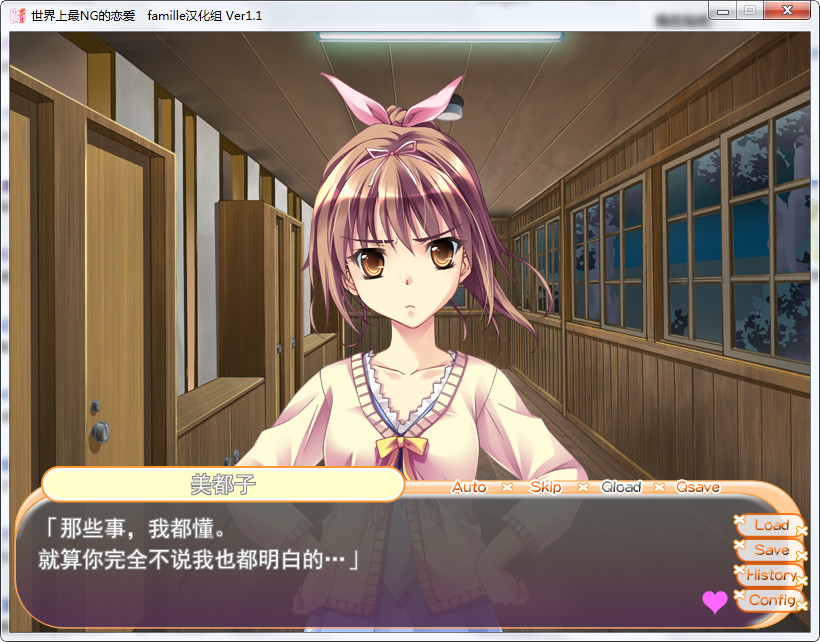 世界上最NG的恋爱 famille汉化组 Ver1.1
美都子
Auto Skip Qload Qsave
「那些事，我都懂。
就算你完全不说我也都明白的…」
Load
Save
History
Config